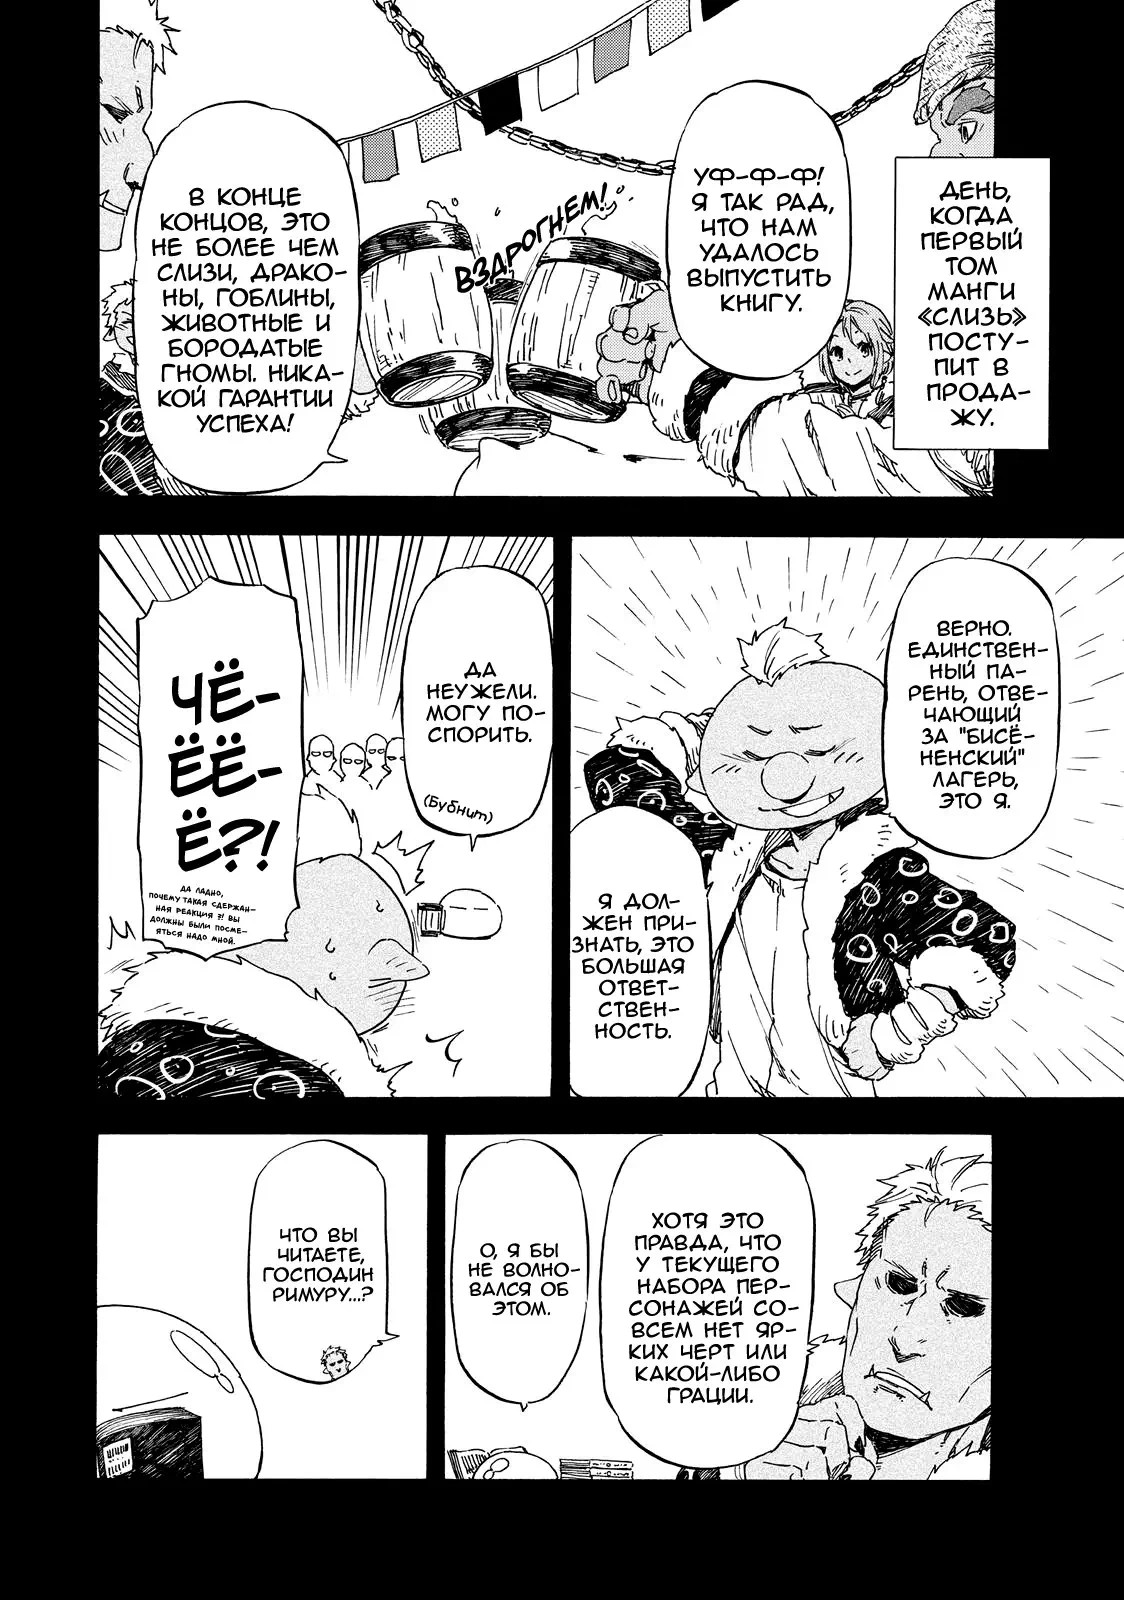 ДЕНЬ,
КОГДА
ПЕРВЫЙ
ТОМ
МАНГИ
«СЛИЗЬ»
ПОСТУ-
ПИТ В
ПРОДА-
ЖУ.
УФ-Ф-Ф!
Я ТАК РАД,
ЧТО НАМ
УДАЛОСЬ
ВЫПУСТИТЬ
КНИГУ.
ВЗДРОГНЕМ!
В КОНЦЕ
КОНЦОВ, ЭТО
НЕ БОЛЕЕ ЧЕМ
СЛИЗИ, ДРАКО-
НЫ, ГОБЛИНЫ,
ЖИВОТНЫЕ И
БОРОДАТЫЕ
ГНОМЫ. НИКА-
КОЙ ГАРАНТИИ
УСПЕХА!
ВЕРНО.
ЕДИНСТВЕН-
НЫЙ ПА-
РЕНЬ, ОТВЕ-
ЧАЮЩИЙ
ЗА "БИСЁ-
НЕНСКИЙ"
ЛАГЕРЬ,
ЭТО Я.
Я ДОЛ-
ЖЕН ПРИ-
ЗНАТЬ, ЭТО
БОЛЬШАЯ
ОТВЕТ-
СТВЕН-
НОСТЬ.
ДА
НЕУЖЕЛИ.
МОГУ ПО-
СПОРИТЬ.
(Бубнит)
ЧЁ-
ЁЁ-
Ё?!
ДА ЛАДНО,
ПОЧЕМУ ТАКАЯ СДЕРЖАН-
НАЯ РЕАКЦИЯ ?! ВЫ
ДОЛЖНЫ БЫЛИ ПОСМЕ-
ЯТЬСЯ НАДО МНОЙ.
ХОТЯ ЭТО
ПРАВДА, ЧТО
У ТЕКУЩЕГО
НАБОРА ПЕР-
СОНАЖЕЙ СО-
ВСЕМ НЕТ ЯР-
КИХ ЧЕРТ ИЛИ
КАКОЙ-ЛИБО
ГРАЦИИ.
О, Я БЫ
НЕ ВОЛНО-
ВАЛСЯ ОБ
ЭТОМ.
ЧТО ВЫ
ЧИТАЕТЕ,
ГОСПОДИН
РИМУРУ...?